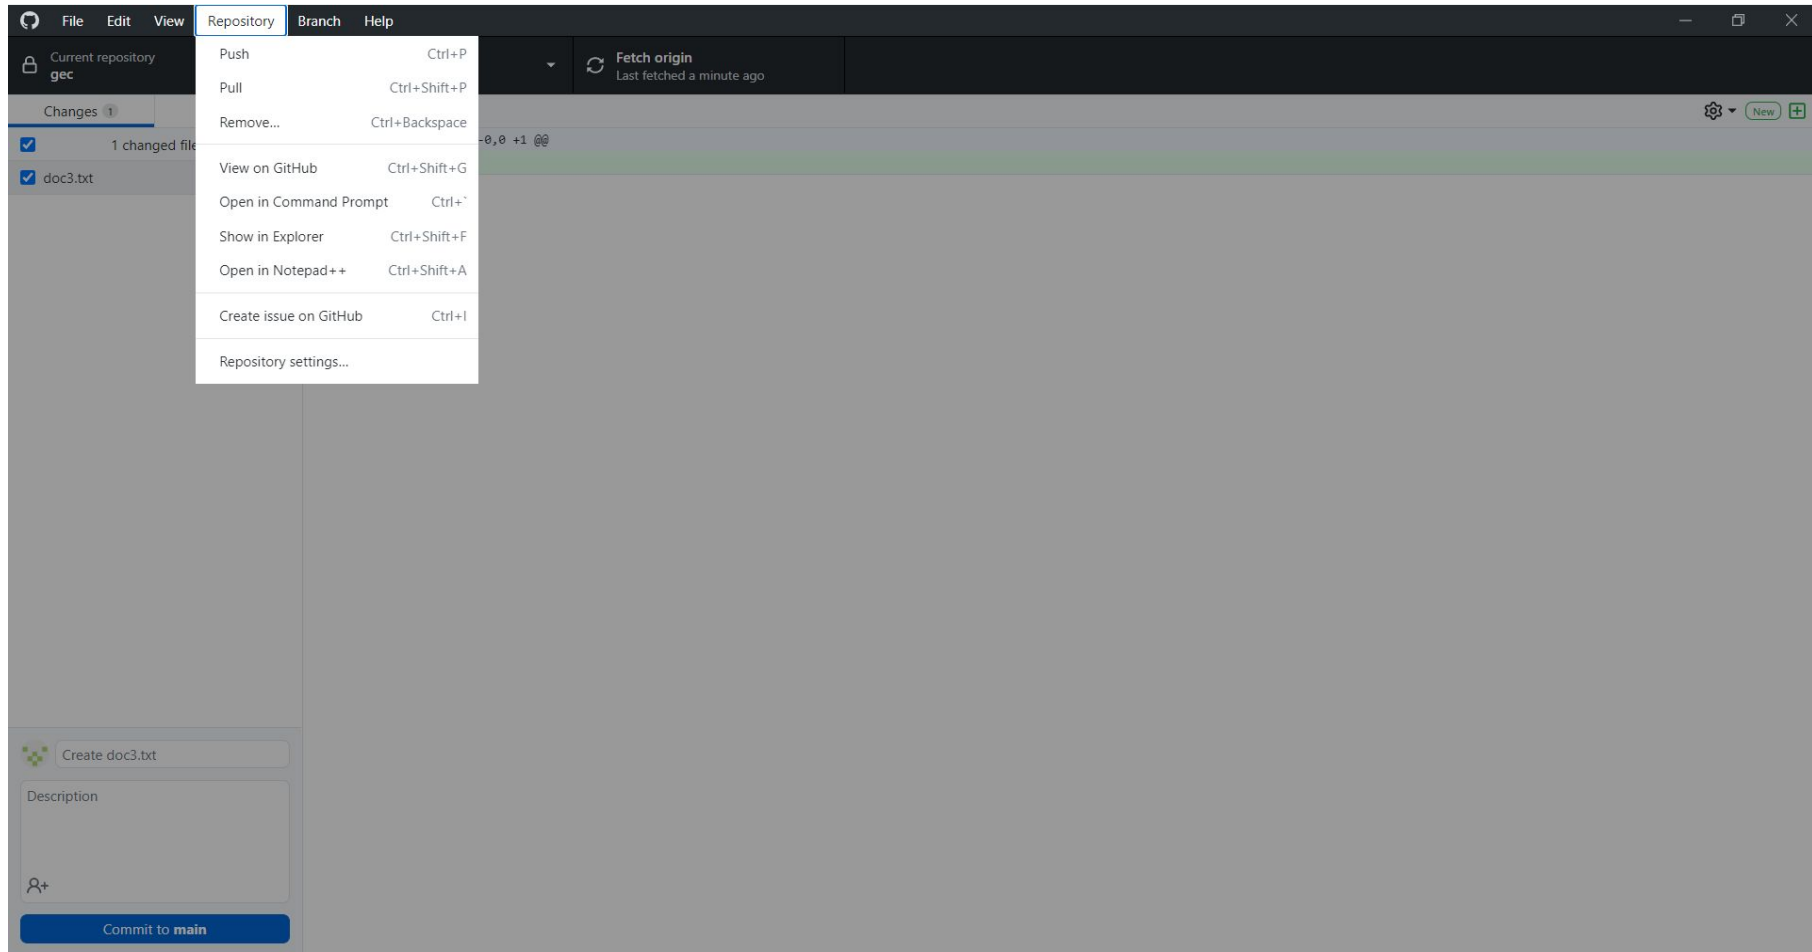 File Edit View Repository Branch Help
Current repository
gec
Fetch origin
Last fetched a minute ago
Push Ctrl+P
Pull Ctrl+Shift+P
Remove... Ctrl+Backspace
View on GitHub Ctrl+Shift+G
Open in Command Prompt Ctrl+`
Show in Explorer Ctrl+Shift+F
Open in Notepad++ Ctrl+Shift+A
Create issue on GitHub Ctrl+I
Repository settings...
Changes 1
New
1 changed file
-0,0 +1 @@
doc3.txt
Create doc3.txt
Description
Commit to main